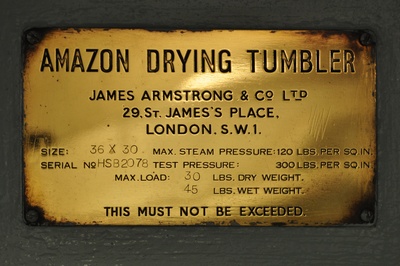 AMAZON DRYING TUMBLER
JAMES ARMSTRONG & CO LTD
29, ST. JAMES'S PLACE,
LONDON. S.W.1.
SIZE: 36 X 30 MAX. STEAM PRESSURE: 120 LBS. PER SQ. IN.
SERIAL NO HSB2078 TEST PRESSURE: 300 LBS. PER SQ. IN.
MAX. LOAD: 30 LBS. DRY WEIGHT.
45 LBS. WET WEIGHT.
THIS MUST NOT BE EXCEEDED.